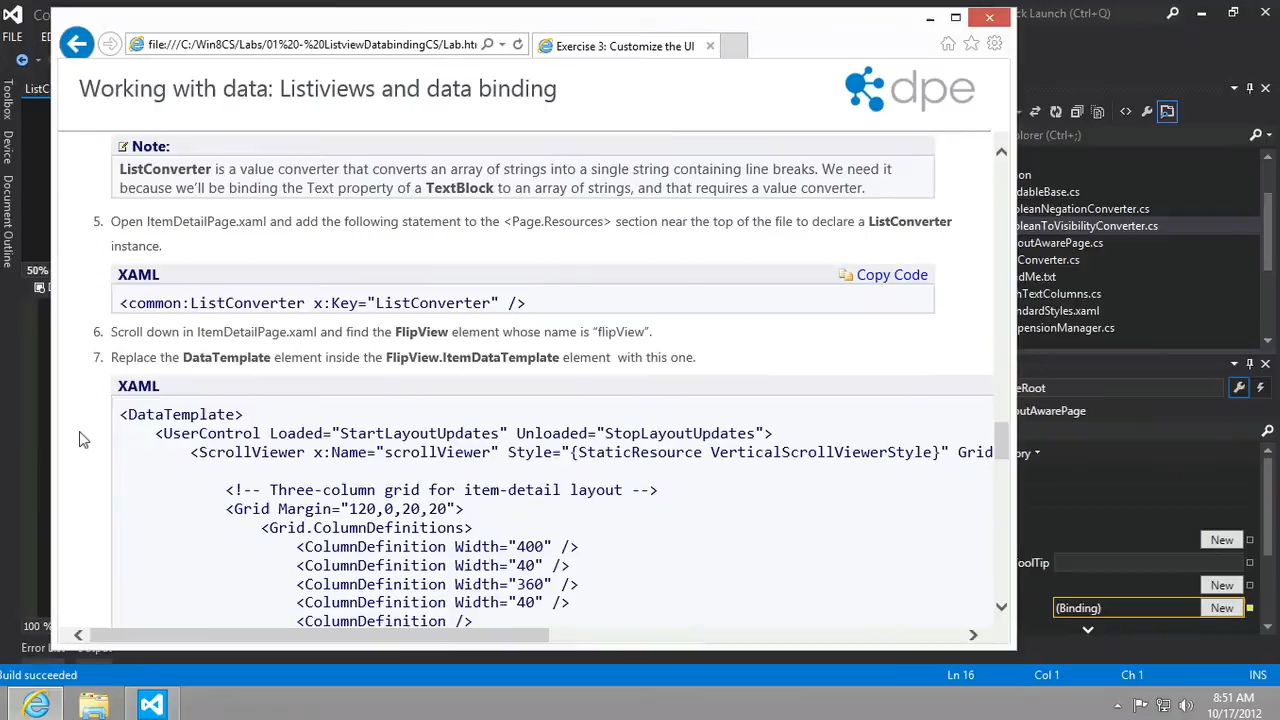 Co
k Launch (Ctrl+Q)
FILE
file:///C:/Win8CS/Labs/01%20-%20ListviewDatabindingCS/Lab.htm
Exercise 3: Customize the UI
Toolbox
Device
Document Outline
ListC
Working with data: Listiviews and data binding
dpe
Note:
ListConverter is a value converter that converts an array of strings into a single string containing line breaks. We need it
because we'll be binding the Text property of a TextBlock to an array of strings, and that requires a value converter.
5. Open ItemDetailPage.xaml and add the following statement to the <Page.Resources> section near the top of the file to declare a ListConverter
instance.
XAML
Copy Code
<common:ListConverter x:Key="ListConverter" />
6. Scroll down in ItemDetailPage.xaml and find the FlipView element whose name is “flipView”.
7. Replace the DataTemplate element inside the FlipView.ItemDataTemplate element with this one.
XAML
<DataTemplate>
<UserControl Loaded="StartLayoutUpdates" Unloaded="StopLayoutUpdates">
<ScrollViewer x:Name="scrollViewer" Style="{StaticResource VerticalScrollViewerStyle}" Grid
<!-- Three-column grid for item-detail layout -->
<Grid Margin="120,0,20,20">
<Grid.ColumnDefinitions>
<ColumnDefinition Width="400" />
<ColumnDefinition Width="40" />
<ColumnDefinition Width="360" />
<ColumnDefinition Width="40" />
<ColumnDefinition />
50%
100 %
plorer (Ctrl+;)
on
dableBase.cs
oleanNegationConverter.cs
oleanToVisibilityConverter.cs
outAwarePage.cs
Converter.cs
dMe.txt
nTextColumns.cs
ndardStyles.xaml
pensionManager.cs
eRoot
outAwarePage
ory
New
oolTip
New
(Binding)
New
Error List
Output
Build succeeded
Ln 16
Col 1
Ch 1
INS
8:51 AM
10/17/2012